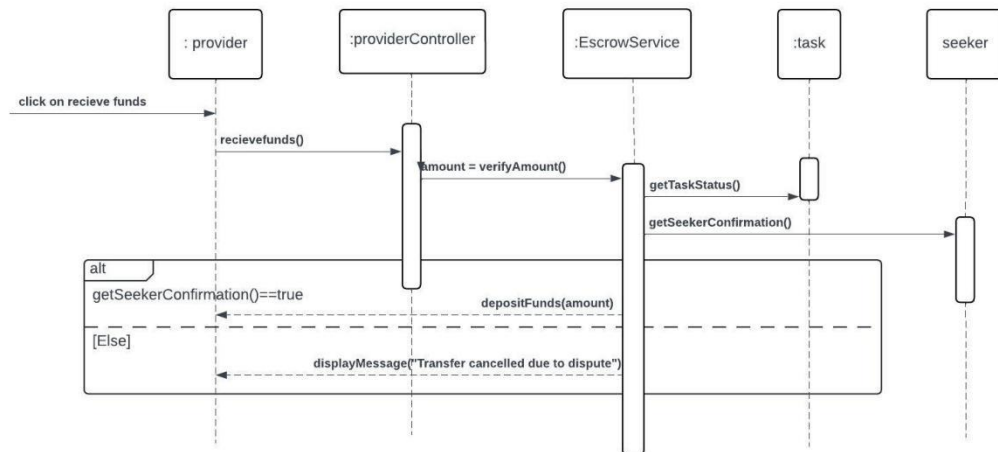 : provider
:providerController
:EscrowService
:task
seeker
click on recieve funds
recievefunds()
amount = verifyAmount()
getTaskStatus()
getSeekerConfirmation()
alt
getSeekerConfirmation()==true
depositFunds(amount)
[Else]
displayMessage("Transfer cancelled due to dispute")